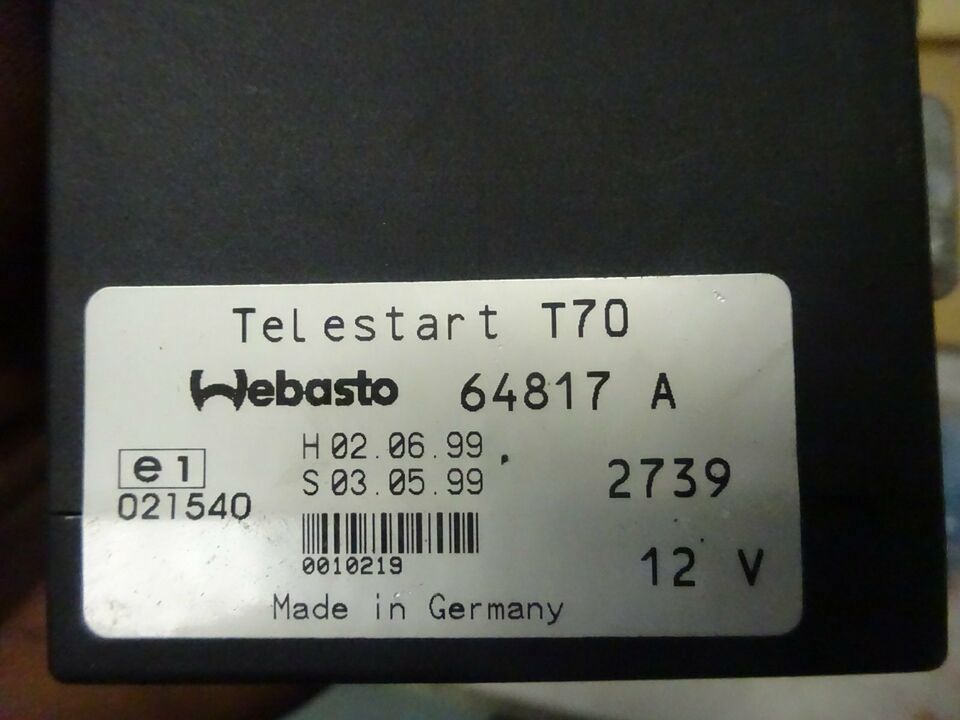 Telestart T70
Webasto 64817 A
H 02.06.99
S 03.05.99
e1
021540
2739
0010219
12 V
Made in Germany